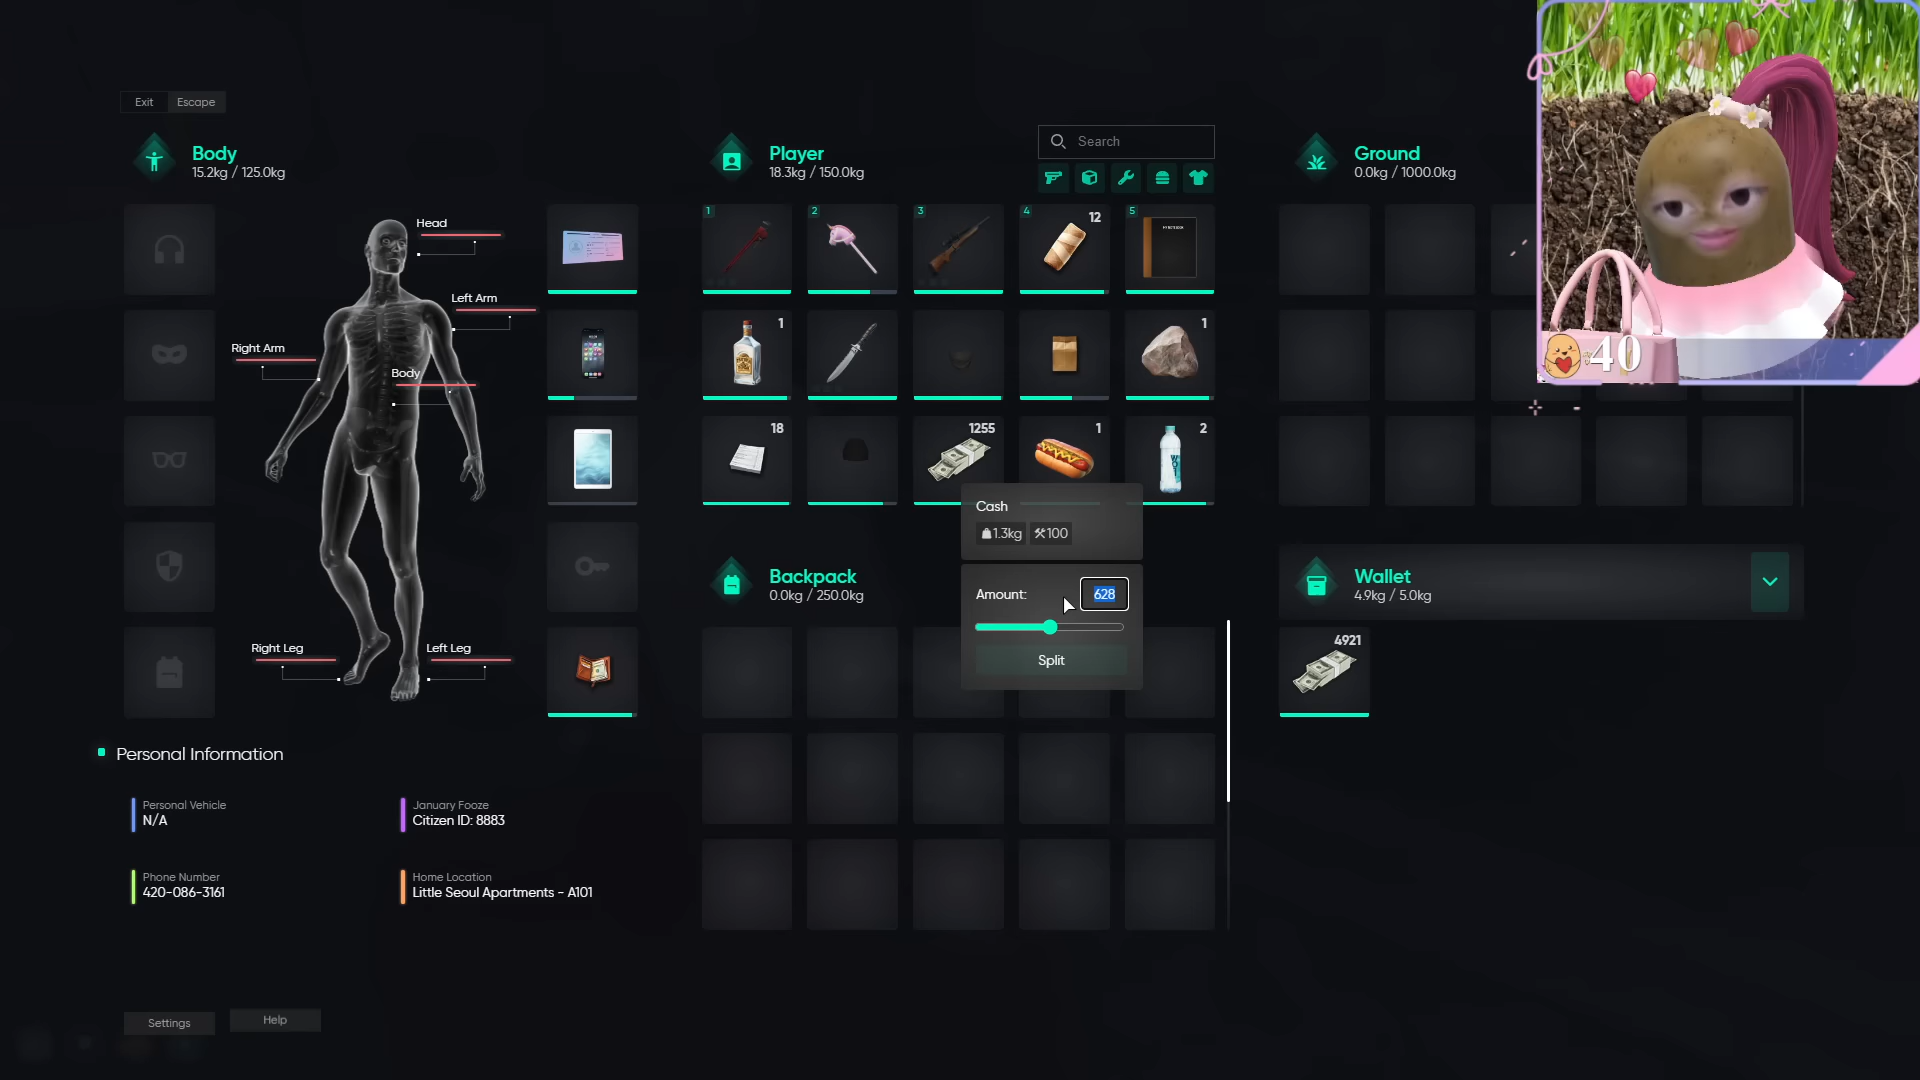 Exit Escape
Body
15.2kg / 125.0kg
Head
Left Arm
Right Arm
Body
Right Leg
Left Leg
Player
18.3kg / 150.0kg
Search
1
2
3
4 12
5
1
1
18
1255
1
2
Cash
1.3kg 100
Amount: 628
Split
Backpack
0.0kg / 250.0kg
Ground
0.0kg / 1000.0kg
40
Wallet
4.9kg / 5.0kg
4921
Personal Information
Personal Vehicle
N/A
January Fooze
Citizen ID: 8883
Phone Number
420-086-3161
Home Location
Little Seoul Apartments - A101
Settings
Help